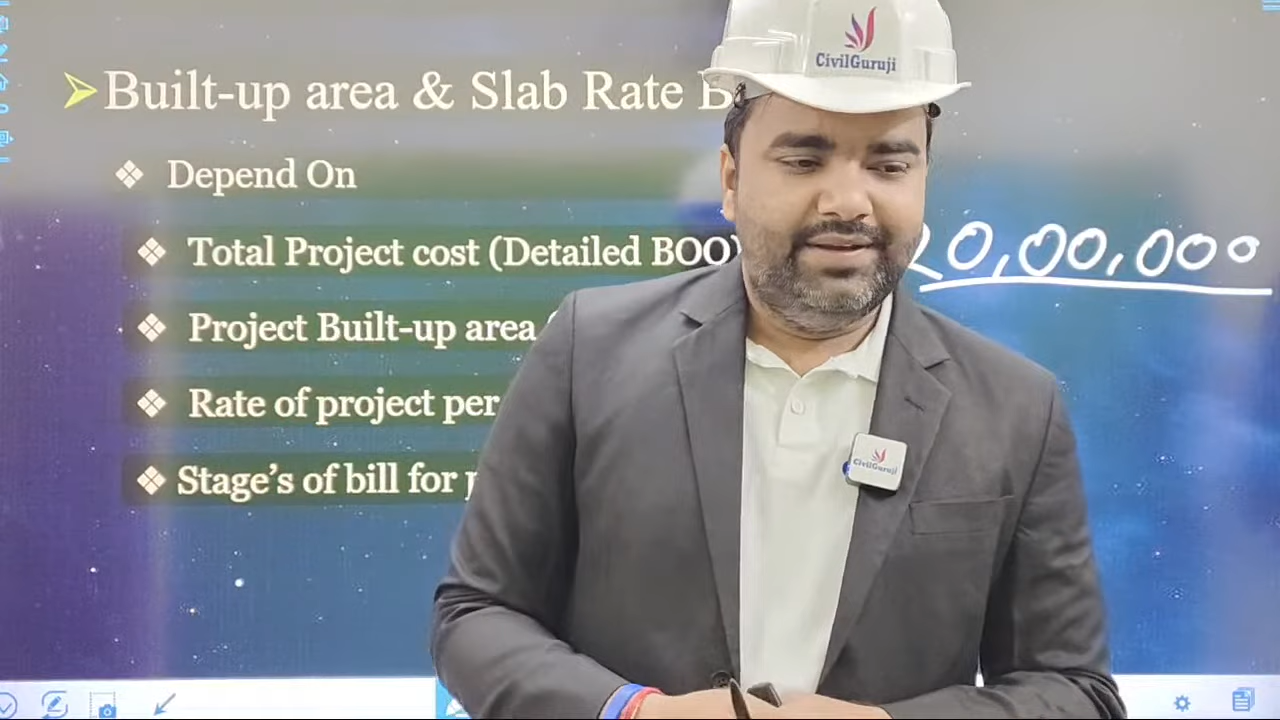 CivilGuruji
Built-up area & Slab Rate
Depend On
Total Project cost (Detailed BOQ)
20,00,000
Project Built-up area
Rate of project per
Stage's of bill for
CivilGuruji